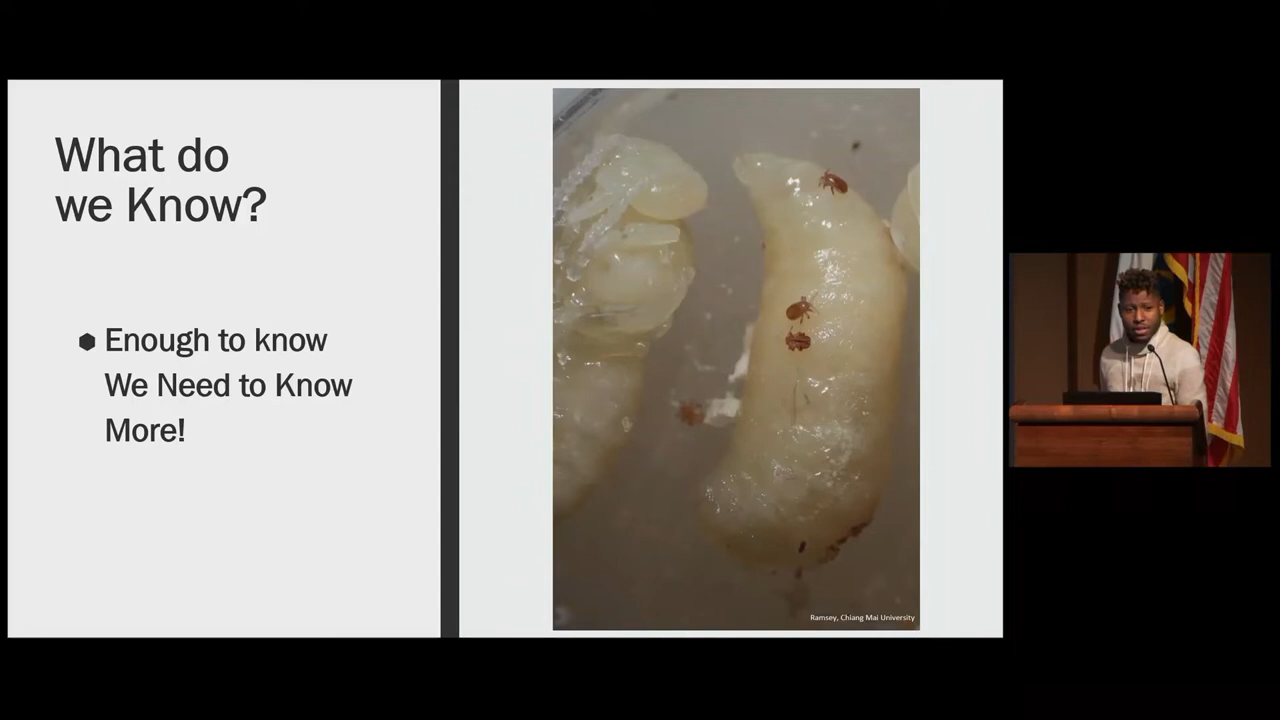 What do
we Know?
Enough to know
We Need to Know
More!
Ramsey, Chiang Mai University